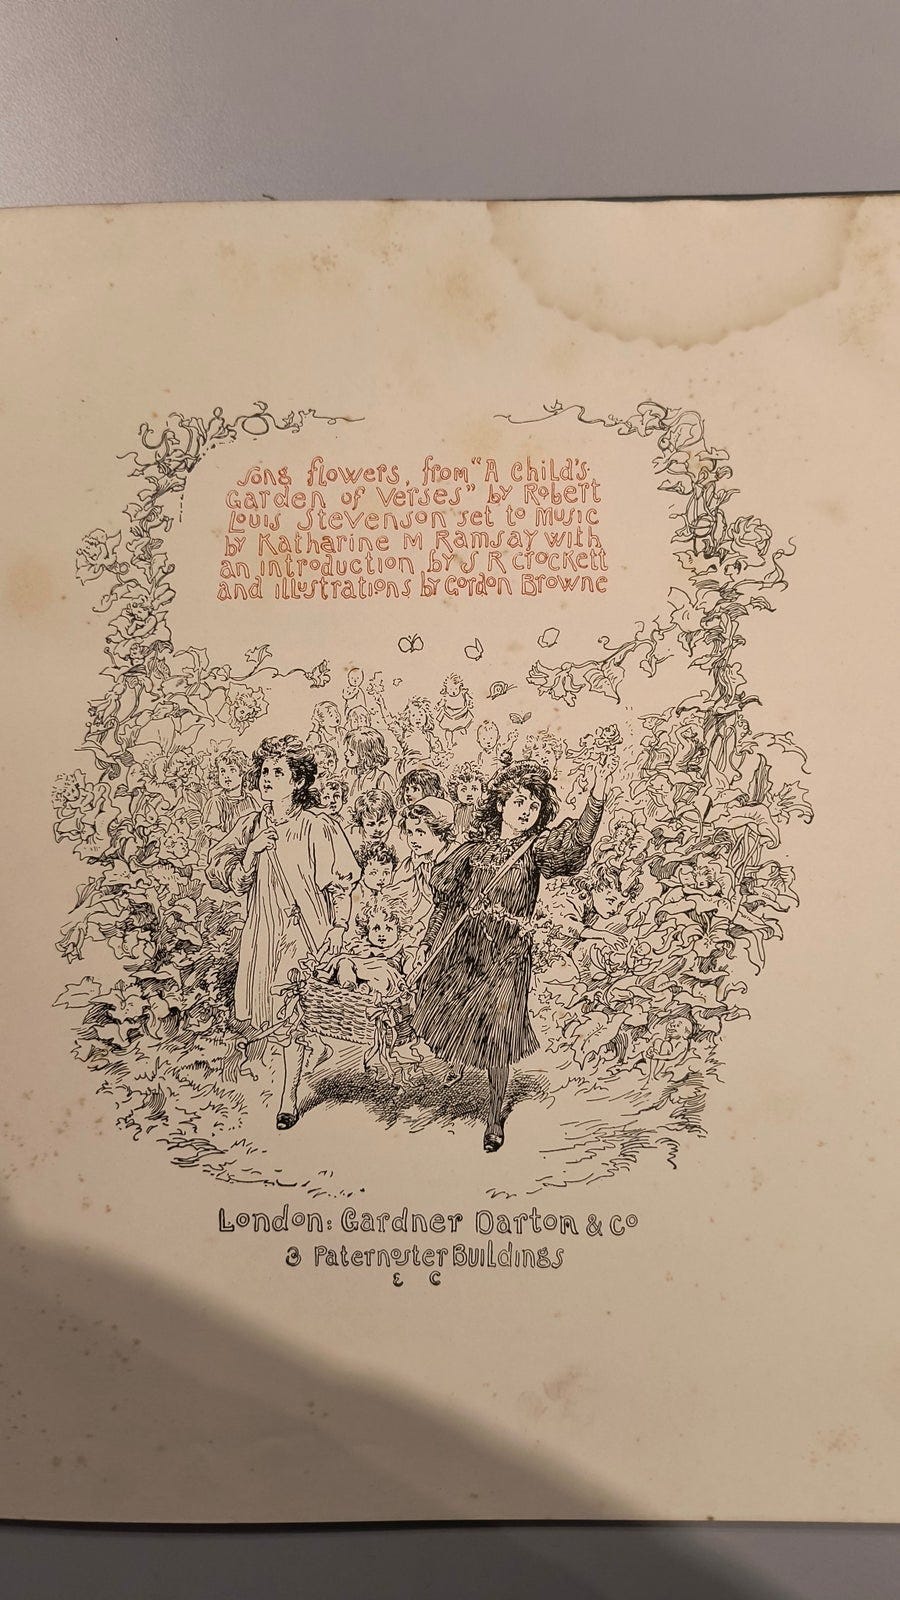 Song flowers, from "A Child's
Garden of Verses" by Robert
Louis Stevenson set to Music
by Katharine M Ramsay with
an introduction by S R Crockett
and illustrations by Gordon Browne
London: Gardner Darton & Co
3 Paternoster Buildings
E C